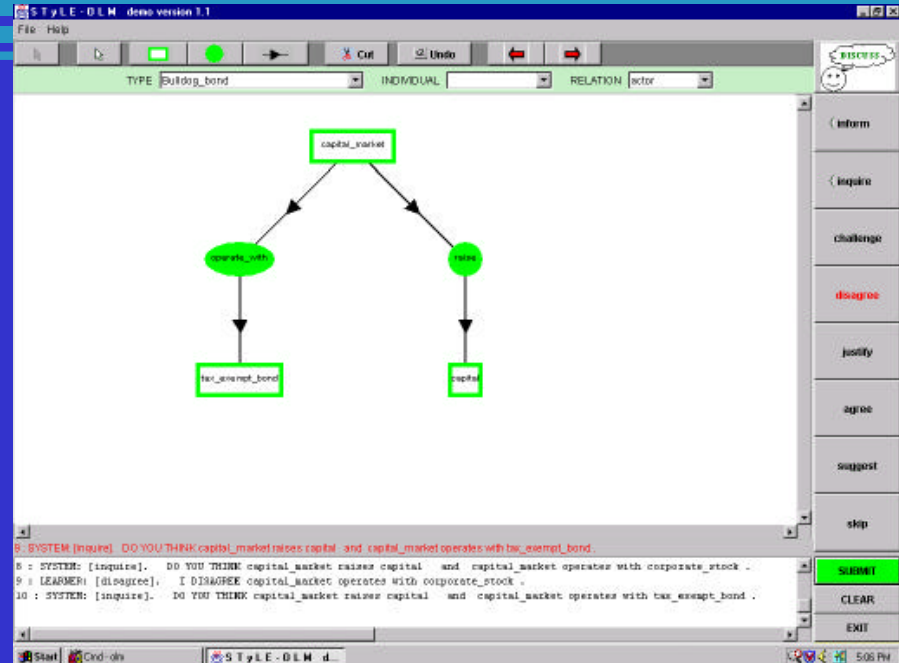 STyLE-OLM demo version 1.1
File Help
Cut Undo
DISCUSS
TYPE Bulldog_bond INDIVIDUAL RELATION actor
capital_market
operate_with raise
tax_exempt_bond capital
inform
inquire
challenge
disagree
justify
agree
suggest
skip
SUBMIT
CLEAR
EXIT
: SYSTEM: [inquire]. DO YOU THINK capital_market raises capital and capital_market operates with tax_exempt_bond .
8 : SYSTEM: [inquire]. DO YOU THINK capital_market raises capital and capital_market operates with corporate_stock .
9 : LEARNER: [disagree]. I DISAGREE capital_market operates with corporate_stock .
10 : SYSTEM: [inquire]. DO YOU THINK capital_market raises capital and capital_market operates with tax_exempt_bond .
Start Cmd - olm STyLE-OLM d... 5:06 PM